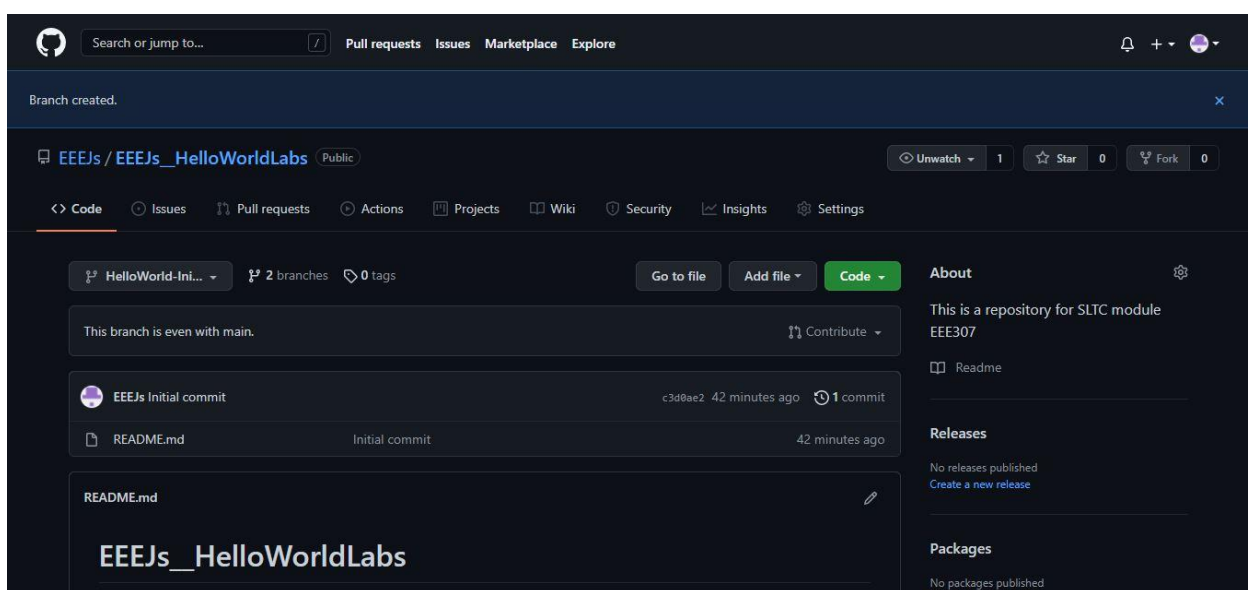 Search or jump to... / Pull requests Issues Marketplace Explore
Branch created.
EEEJs / EEEJs__HelloWorldLabs Public
Unwatch 1 Star 0 Fork 0
Code Issues Pull requests Actions Projects Wiki Security Insights Settings
HelloWorld-Ini... 2 branches 0 tags Go to file Add file Code
This branch is even with main. Contribute
EEEJs Initial commit c3d0ae2 42 minutes ago 1 commit
README.md Initial commit 42 minutes ago
README.md
EEEJs__HelloWorldLabs
About
This is a repository for SLTC module
EEE307
Readme
Releases
No releases published
Create a new release
Packages
No packages published